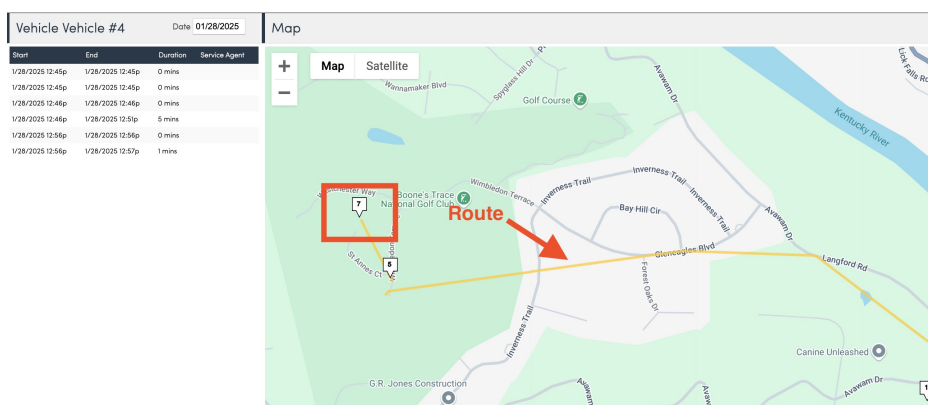 Vehicle Vehicle #4 Date 01/28/2025
Start End Duration Service Agent
1/28/2025 12:45p 1/28/2025 12:45p 0 mins
1/28/2025 12:45p 1/28/2025 12:45p 0 mins
1/28/2025 12:46p 1/28/2025 12:46p 0 mins
1/28/2025 12:46p 1/28/2025 12:51p 5 mins
1/28/2025 12:56p 1/28/2025 12:56p 0 mins
1/28/2025 12:56p 1/28/2025 12:57p 1 mins
Map
+
−
Map Satellite
Wannamaker Blvd
Spyglass Hill Dr
Golf Course
Avawam Dr
Lick Falls Rd
Kentucky River
Way
7
Boone's Trace
National Golf Club
Wimbledon Terrace
Route
Inverness Trail
Inverness Trail
Inverness Trail
Bay Hill Cir
Avawam Dr
Gleneagles Blvd
Langford Rd
St Annes Ct
5
Forest Oaks Dr
Inverness Trail
Canine Unleashed
G.R. Jones Construction
Avawam
Avawam Dr
1